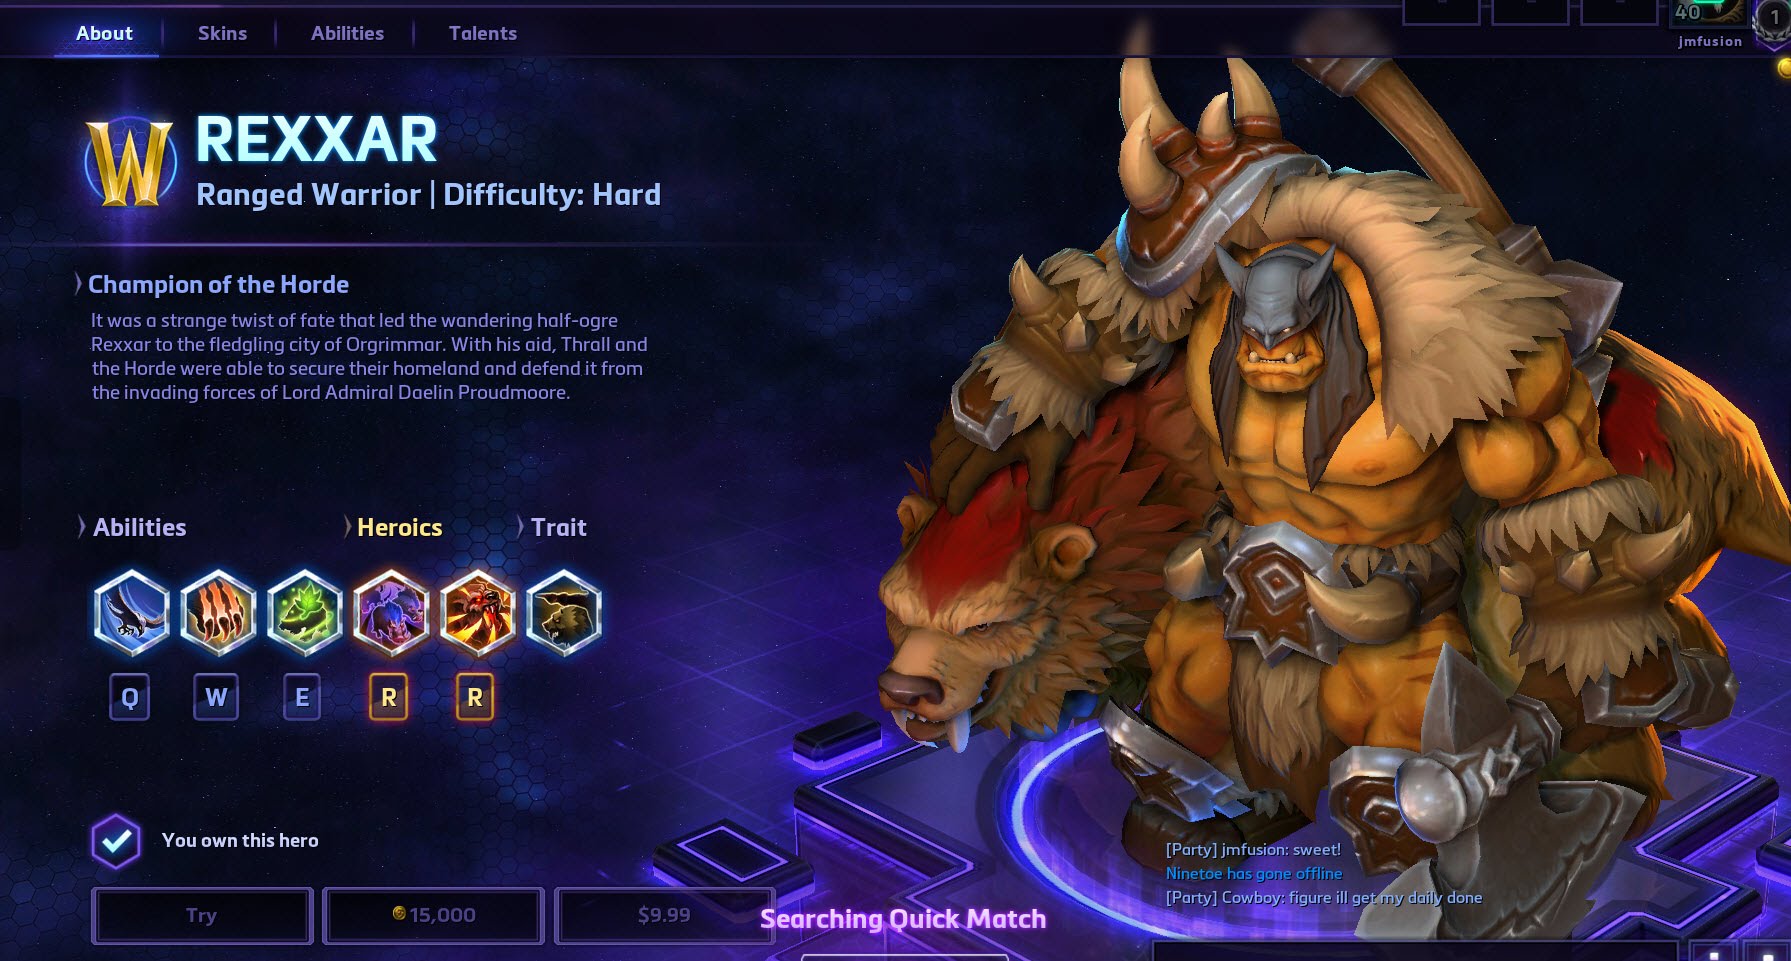 About
Skins
Abilities
Talents
40
1
jmfusion
W
REXXAR
Ranged Warrior | Difficulty: Hard
Champion of the Horde
It was a strange twist of fate that led the wandering half-ogre
Rexxar to the fledgling city of Orgrimmar. With his aid, Thrall and
the Horde were able to secure their homeland and defend it from
the invading forces of Lord Admiral Daelin Proudmoore.
Abilities
Heroics
Trait
Q
W
E
R
R
You own this hero
[Party] jmfusion: sweet!
Ninetoe has gone offline
[Party] Cowboy: figure ill get my daily done
Try
15,000
$9.99
Searching Quick Match